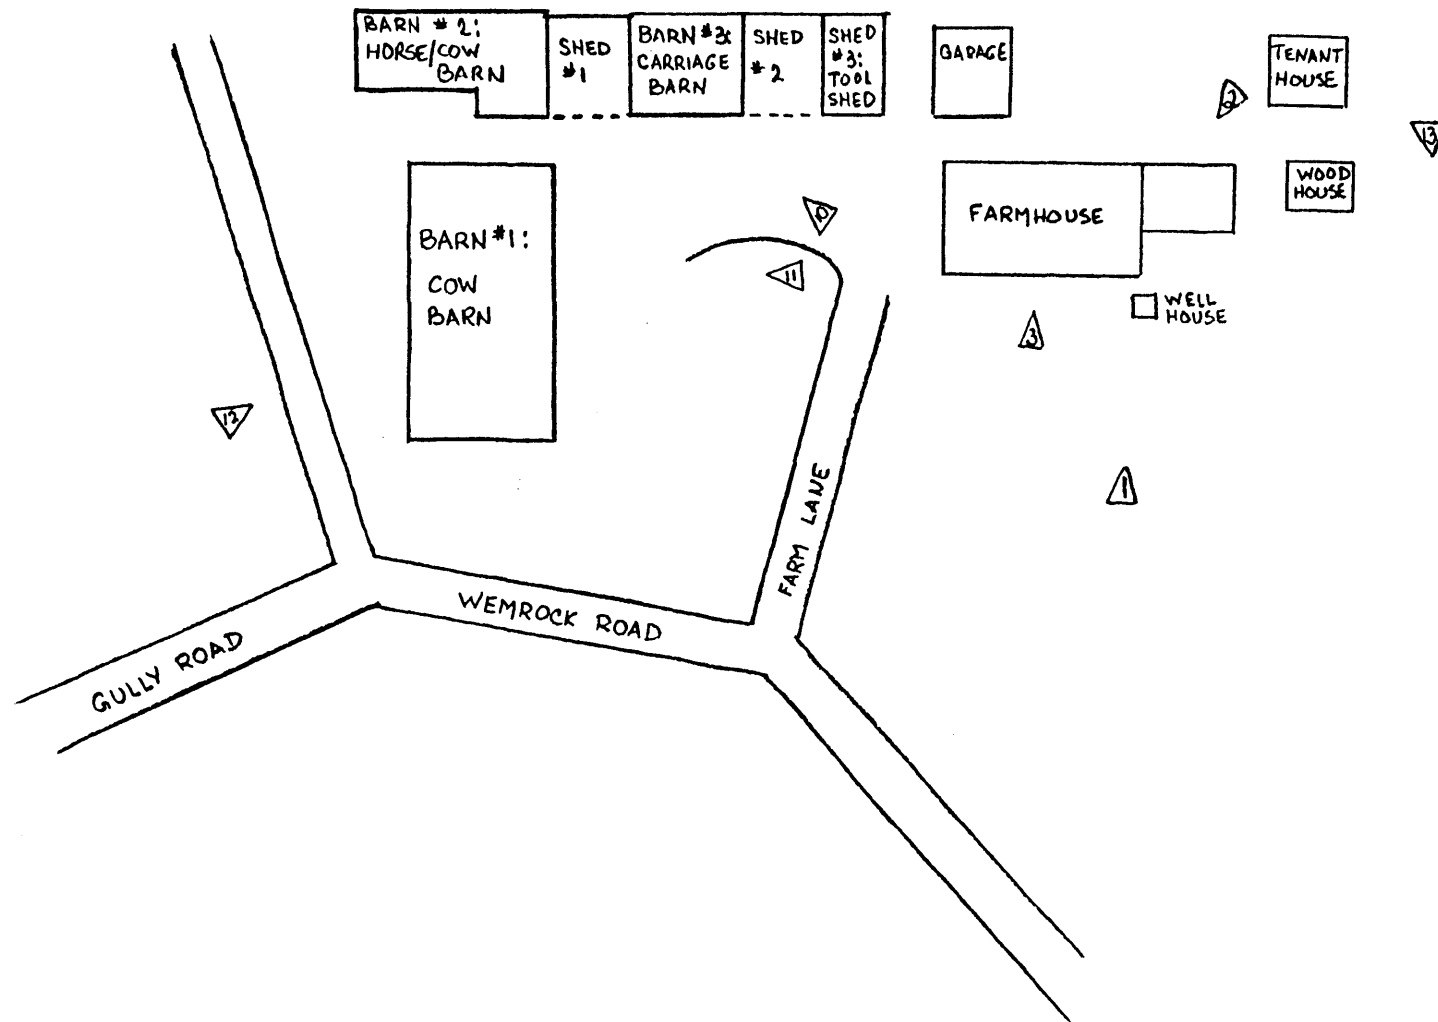 BARN # 2:
HORSE/COW
BARN
SHED
#1
BARN #3:
CARRIAGE
BARN
SHED
#2
SHED
#3:
TOOL
SHED
GARAGE
TENANT
HOUSE
2
13
WOOD
HOUSE
FARMHOUSE
10
BARN #1:
COW
BARN
11
WELL
HOUSE
3
12
1
FARM LANE
WEMROCK ROAD
GULLY ROAD